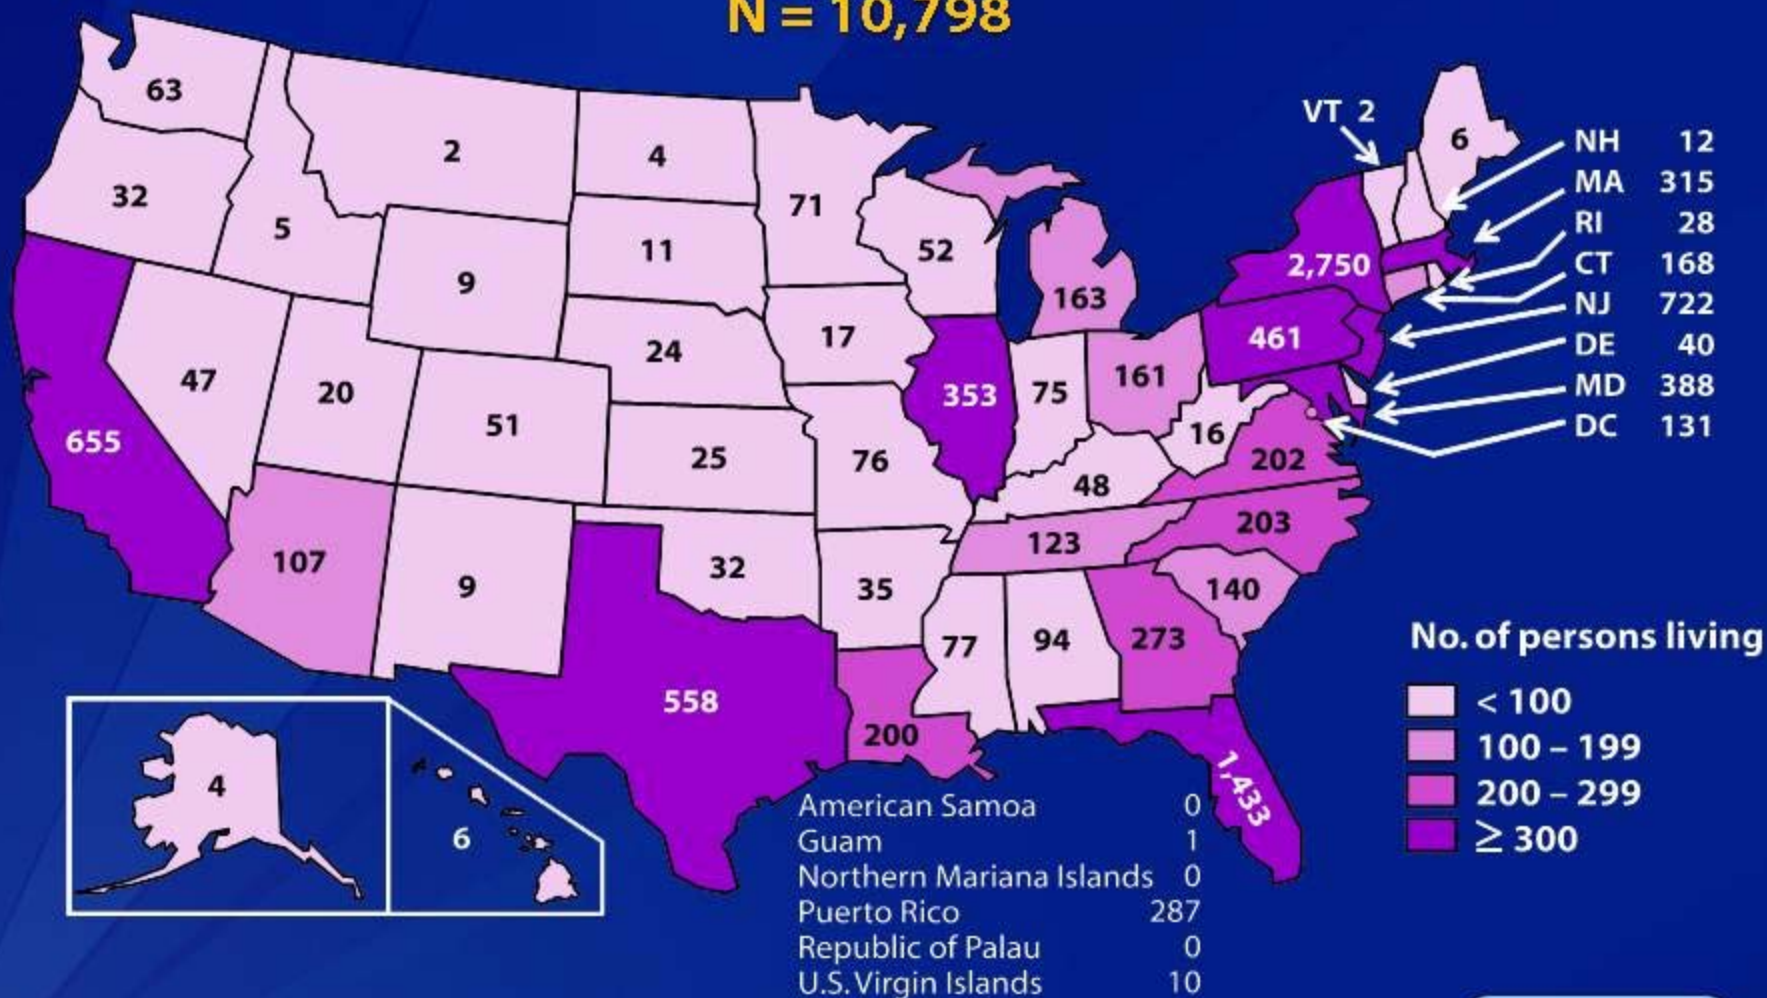 N = 10,798
63
VT 2
6
NH 12
2
4
MA 315
32
71
RI 28
5
11
52
2,750
CT 168
9
163
NJ 722
17
461
24
DE 40
47
20
353
75
161
MD 388
51
16
DC 131
655
25
76
202
48
203
107
123
32
9
35
140
77
94
273
No. of persons living
558
< 100
200
100 – 199
4
1,433
200 – 299
6
≥ 300
American Samoa 0
Guam 1
Northern Mariana Islands 0
Puerto Rico 287
Republic of Palau 0
U.S. Virgin Islands 10